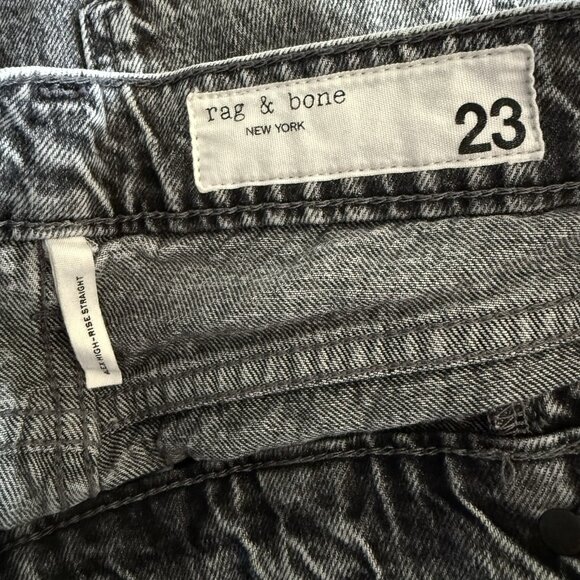 rag & bone
NEW YORK
23
HIGH-RISE STRAIGHT